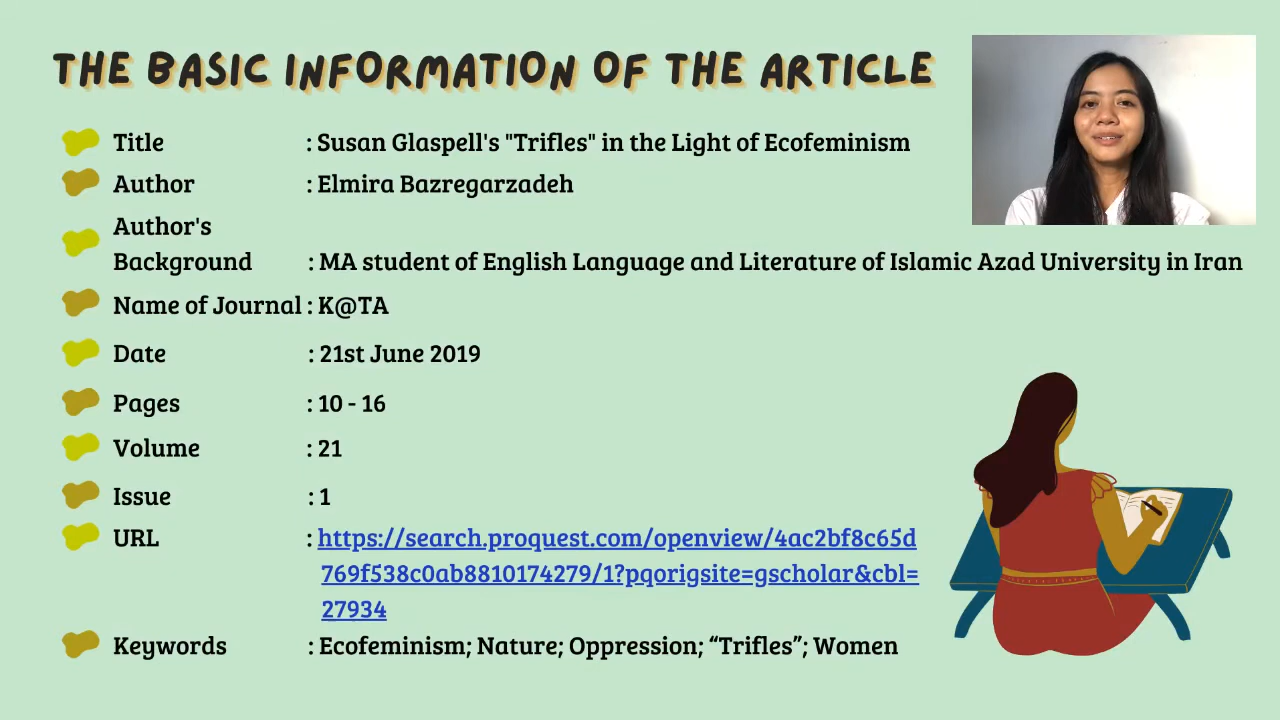 THE BASIC INFORMATION OF THE ARTICLE
Title : Susan Glaspell's "Trifles" in the Light of Ecofeminism
Author : Elmira Bazregarzadeh
Author's
Background : MA student of English Language and Literature of Islamic Azad University in Iran
Name of Journal : K@TA
Date : 21st June 2019
Pages : 10 - 16
Volume : 21
Issue : 1
URL : https://search.proquest.com/openview/4ac2bf8c65d
769f538c0ab8810174279/1?pqorigsite=gscholar&cbl=
27934
Keywords : Ecofeminism; Nature; Oppression; “Trifles”; Women